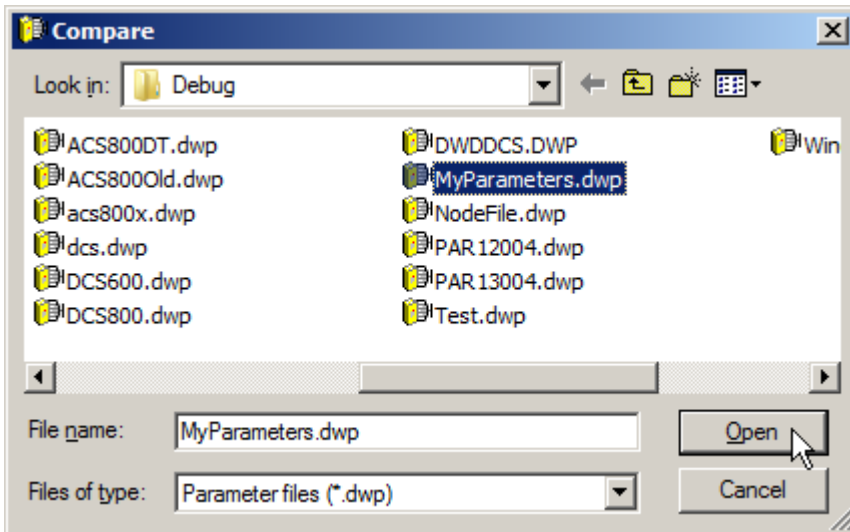 Compare
Look in: Debug
ACS800DT.dwp
ACS800Old.dwp
acs800x.dwp
dcs.dwp
DCS600.dwp
DCS800.dwp
DWDDCS.DWP
MyParameters.dwp
NodeFile.dwp
PAR12004.dwp
PAR13004.dwp
Test.dwp
Win
File name: MyParameters.dwp Open
Files of type: Parameter files (*.dwp) Cancel